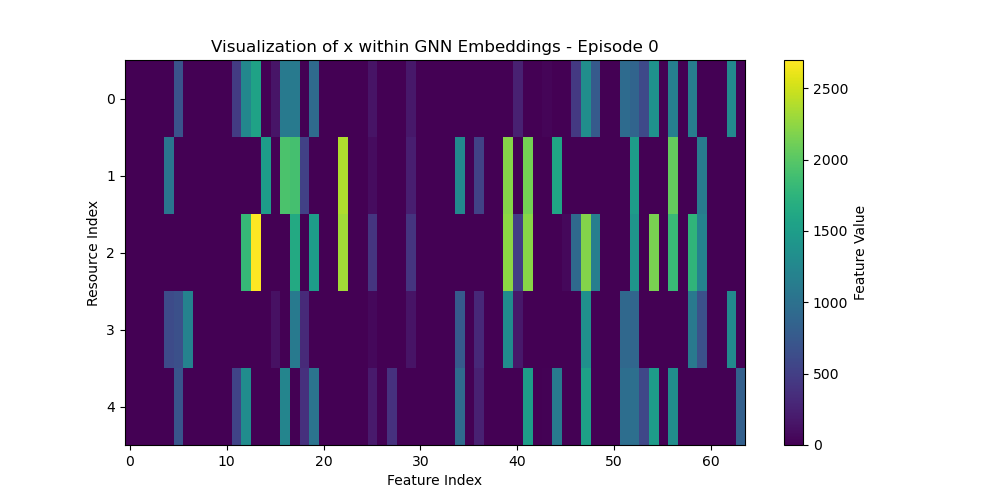 Visualization of x within GNN Embeddings - Episode 0
Resource Index
0
1
2
3
4
0 10 20 30 40 50 60
Feature Index
2500
2000
1500
1000
500
0
Feature Value